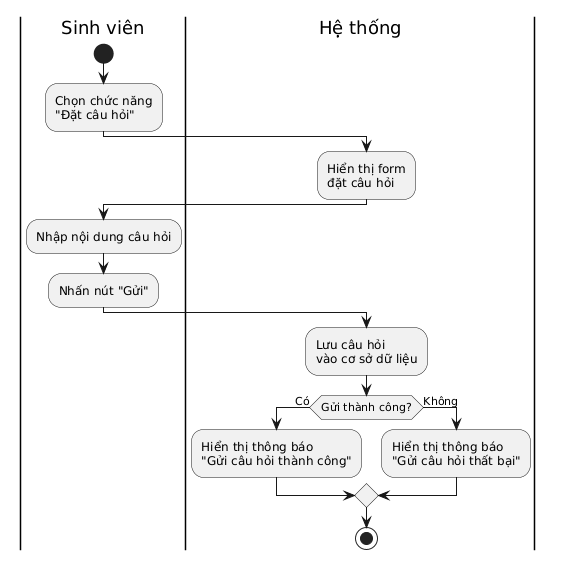 Sinh viên
Hệ thống
Chọn chức năng
"Đặt câu hỏi"
Hiển thị form
đặt câu hỏi
Nhập nội dung câu hỏi
Nhấn nút "Gửi"
Lưu câu hỏi
vào cơ sở dữ liệu
Có
Gửi thành công?
Không
Hiển thị thông báo
"Gửi câu hỏi thành công"
Hiển thị thông báo
"Gửi câu hỏi thất bại"